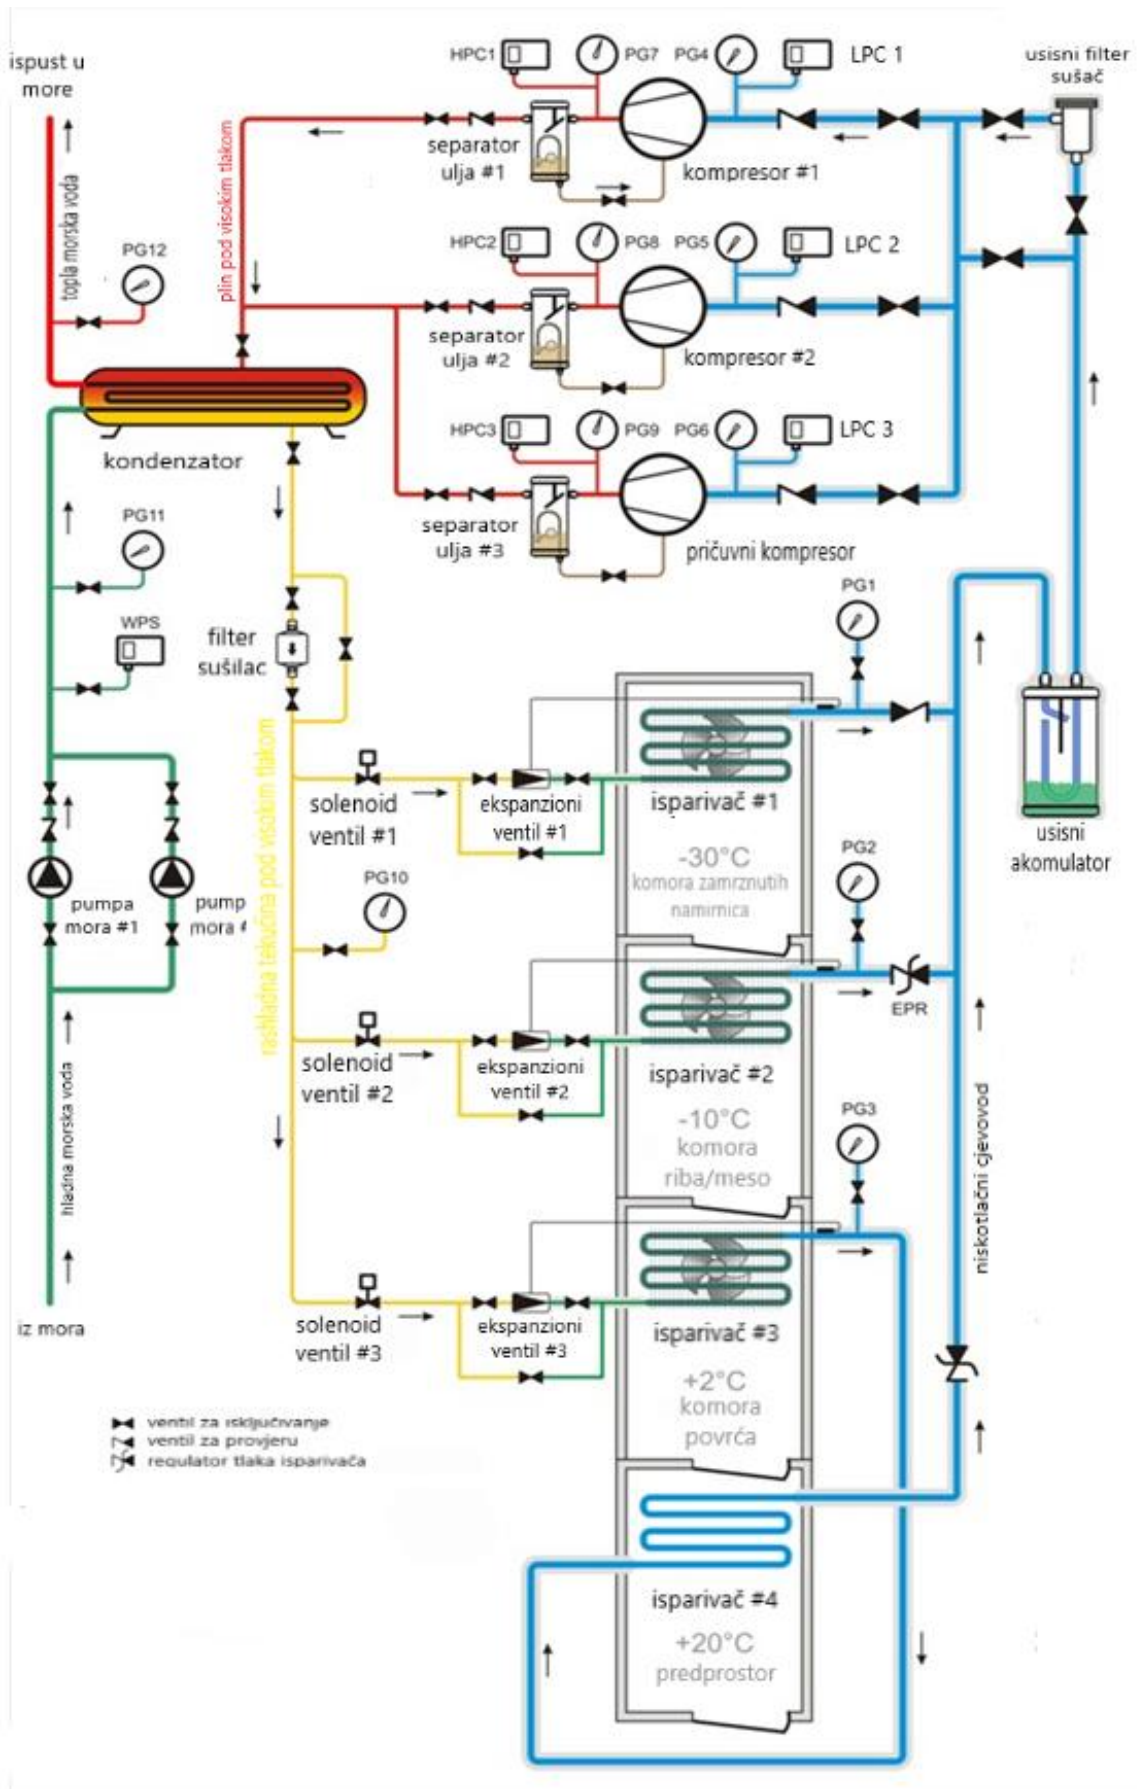 ispust u
more
topla morska voda
PG12
plin pod visokim tlakom
HPC1
PG7
PG4
LPC 1
usisni filter
sušač
separator
ulja #1
kompresor #1
HPC2
PG8
PG5
LPC 2
separator
ulja #2
kompresor #2
HPC3
PG9
PG6
LPC 3
separator
ulja #3
pričuvni kompresor
kondenzator
PG11
WPS
filter
sušilac
PG1
rashladna tekućina pod visokim tlakom
solenoid
ventil #1
ekspanzioni
ventil #1
isparivač #1
-30°C
komora zamrznutih
namirnica
usisni
akomulator
PG10
PG2
pumpa
mora #1
pump
mora
EPR
solenoid
ventil #2
ekspanzioni
ventil #2
isparivač #2
-10°C
komora
riba/meso
PG3
hladna morska voda
niskotlačni cjevovod
iz mora
solenoid
ventil #3
ekspanzioni
ventil #3
isparivač #3
+2°C
komora
povrća
ventil za isključivanje
ventil za provjeru
regulator tlaka isparivača
isparivač #4
+20°C
predprostor